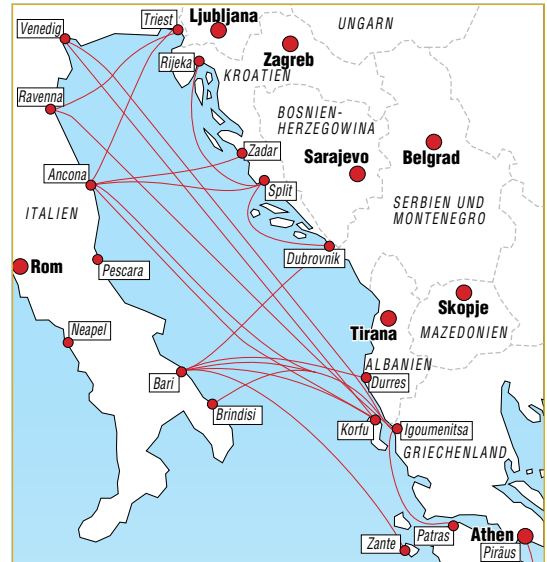 Venedig
Triest
Ljubljana
UNGARN
Zagreb
Rijeka
KROATIEN
Ravenna
BOSNIEN-
HERZEGOWINA
Zadar
Sarajevo
Belgrad
Ancona
Split
SERBIEN UND
MONTENEGRO
ITALIEN
Dubrovnik
Rom
Pescara
Skopje
Neapel
Tirana
MAZEDONIEN
ALBANIEN
Bari
Durres
Brindisi
Korfu
Igoumenitsa
GRIECHENLAND
Patras
Athen
Zante
Piräus